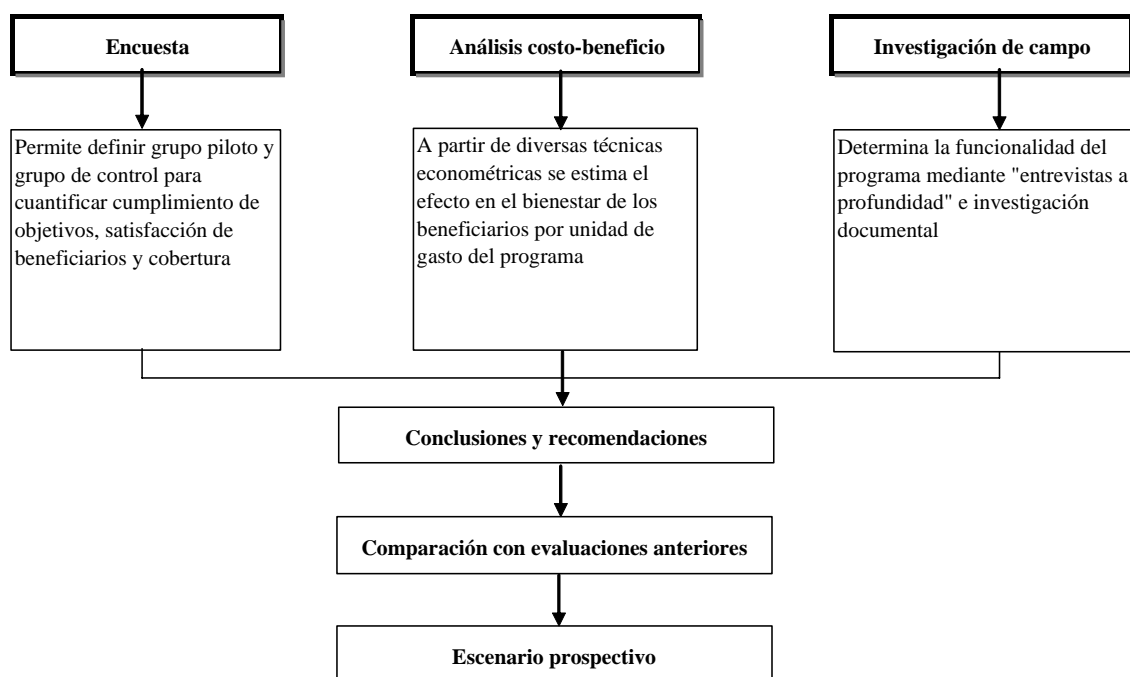 Encuesta
Análisis costo-beneficio
Investigación de campo
Permite definir grupo piloto y
grupo de control para
cuantificar cumplimiento de
objetivos, satisfacción de
beneficiarios y cobertura
A partir de diversas técnicas
econométricas se estima el
efecto en el bienestar de los
beneficiarios por unidad de
gasto del programa
Determina la funcionalidad del
programa mediante "entrevistas a
profundidad" e investigación
documental
Conclusiones y recomendaciones
Comparación con evaluaciones anteriores
Escenario prospectivo